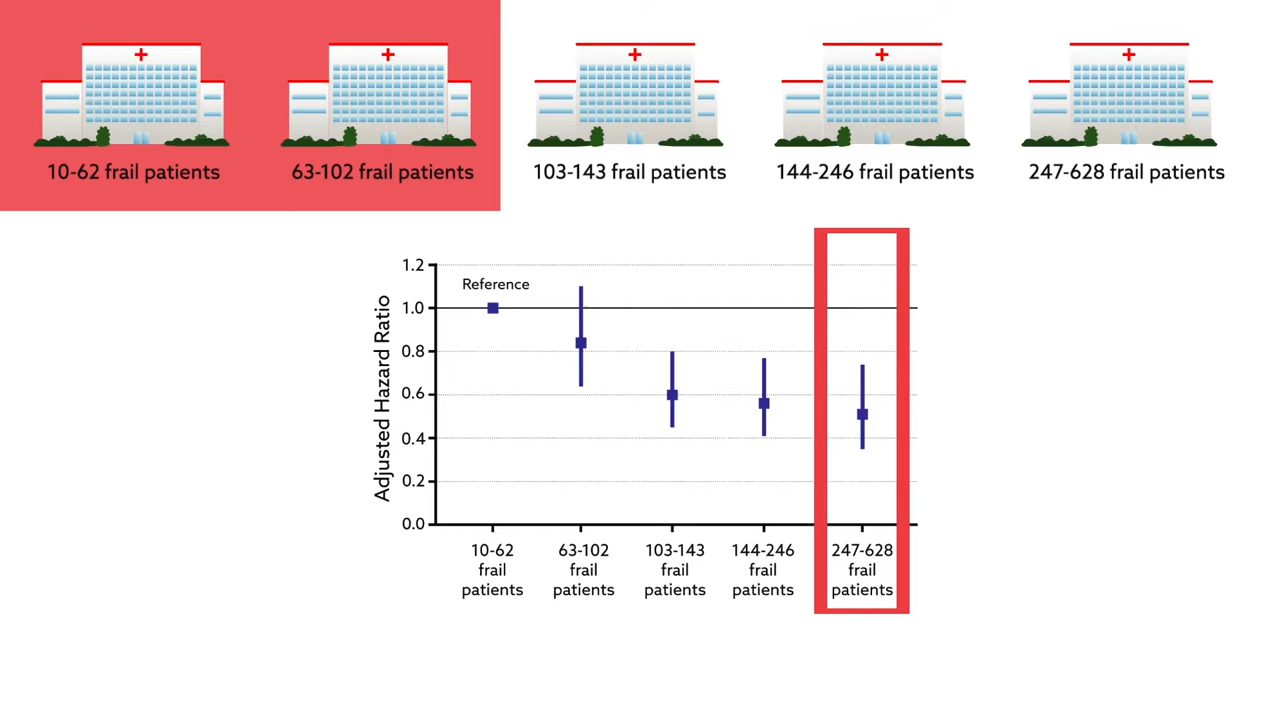 10-62 frail patients
63-102 frail patients
103-143 frail patients
144-246 frail patients
247-628 frail patients
Adjusted Hazard Ratio
1.2
1.0
0.8
0.6
0.4
0.2
0.0
Reference
10-62
frail
patients
63-102
frail
patients
103-143
frail
patients
144-246
frail
patients
247-628
frail
patients